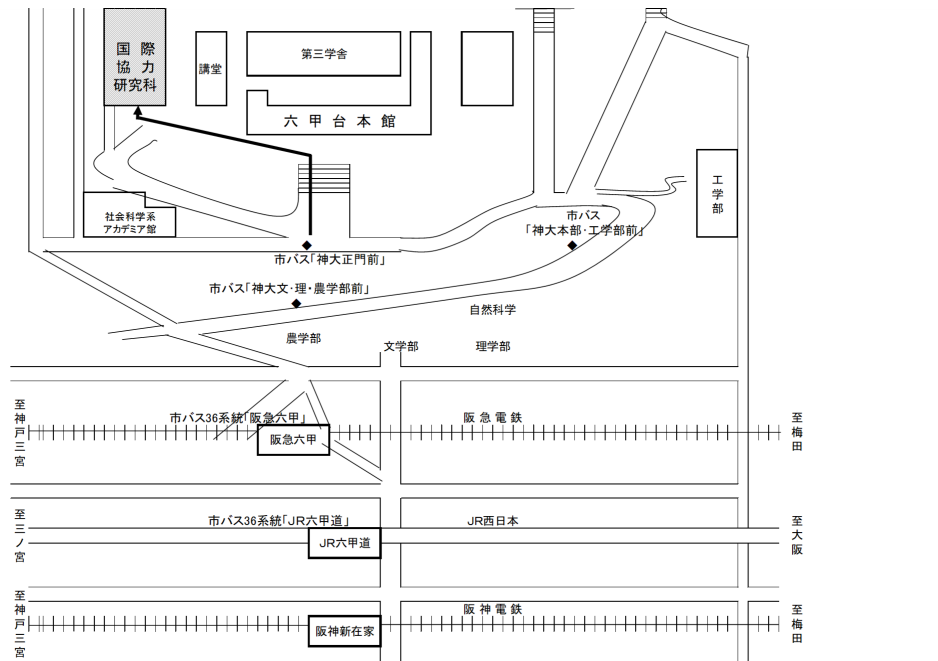 国際
協力
研究科
講堂
第三学舎
六甲台本館
工学部
社会科学系
アカデミア館
市バス
「神大本部・工学部前」
市バス「神大正門前」
市バス「神大文・理・農学部前」
自然科学
農学部
文学部
理学部
至神戸三宮
市バス36系統「阪急六甲」
阪急電鉄
至梅田
阪急六甲
至三ノ宮
市バス36系統「JR六甲道」
JR西日本
至大阪
JR六甲道
至神戸三宮
阪神電鉄
至梅田
阪神新在家